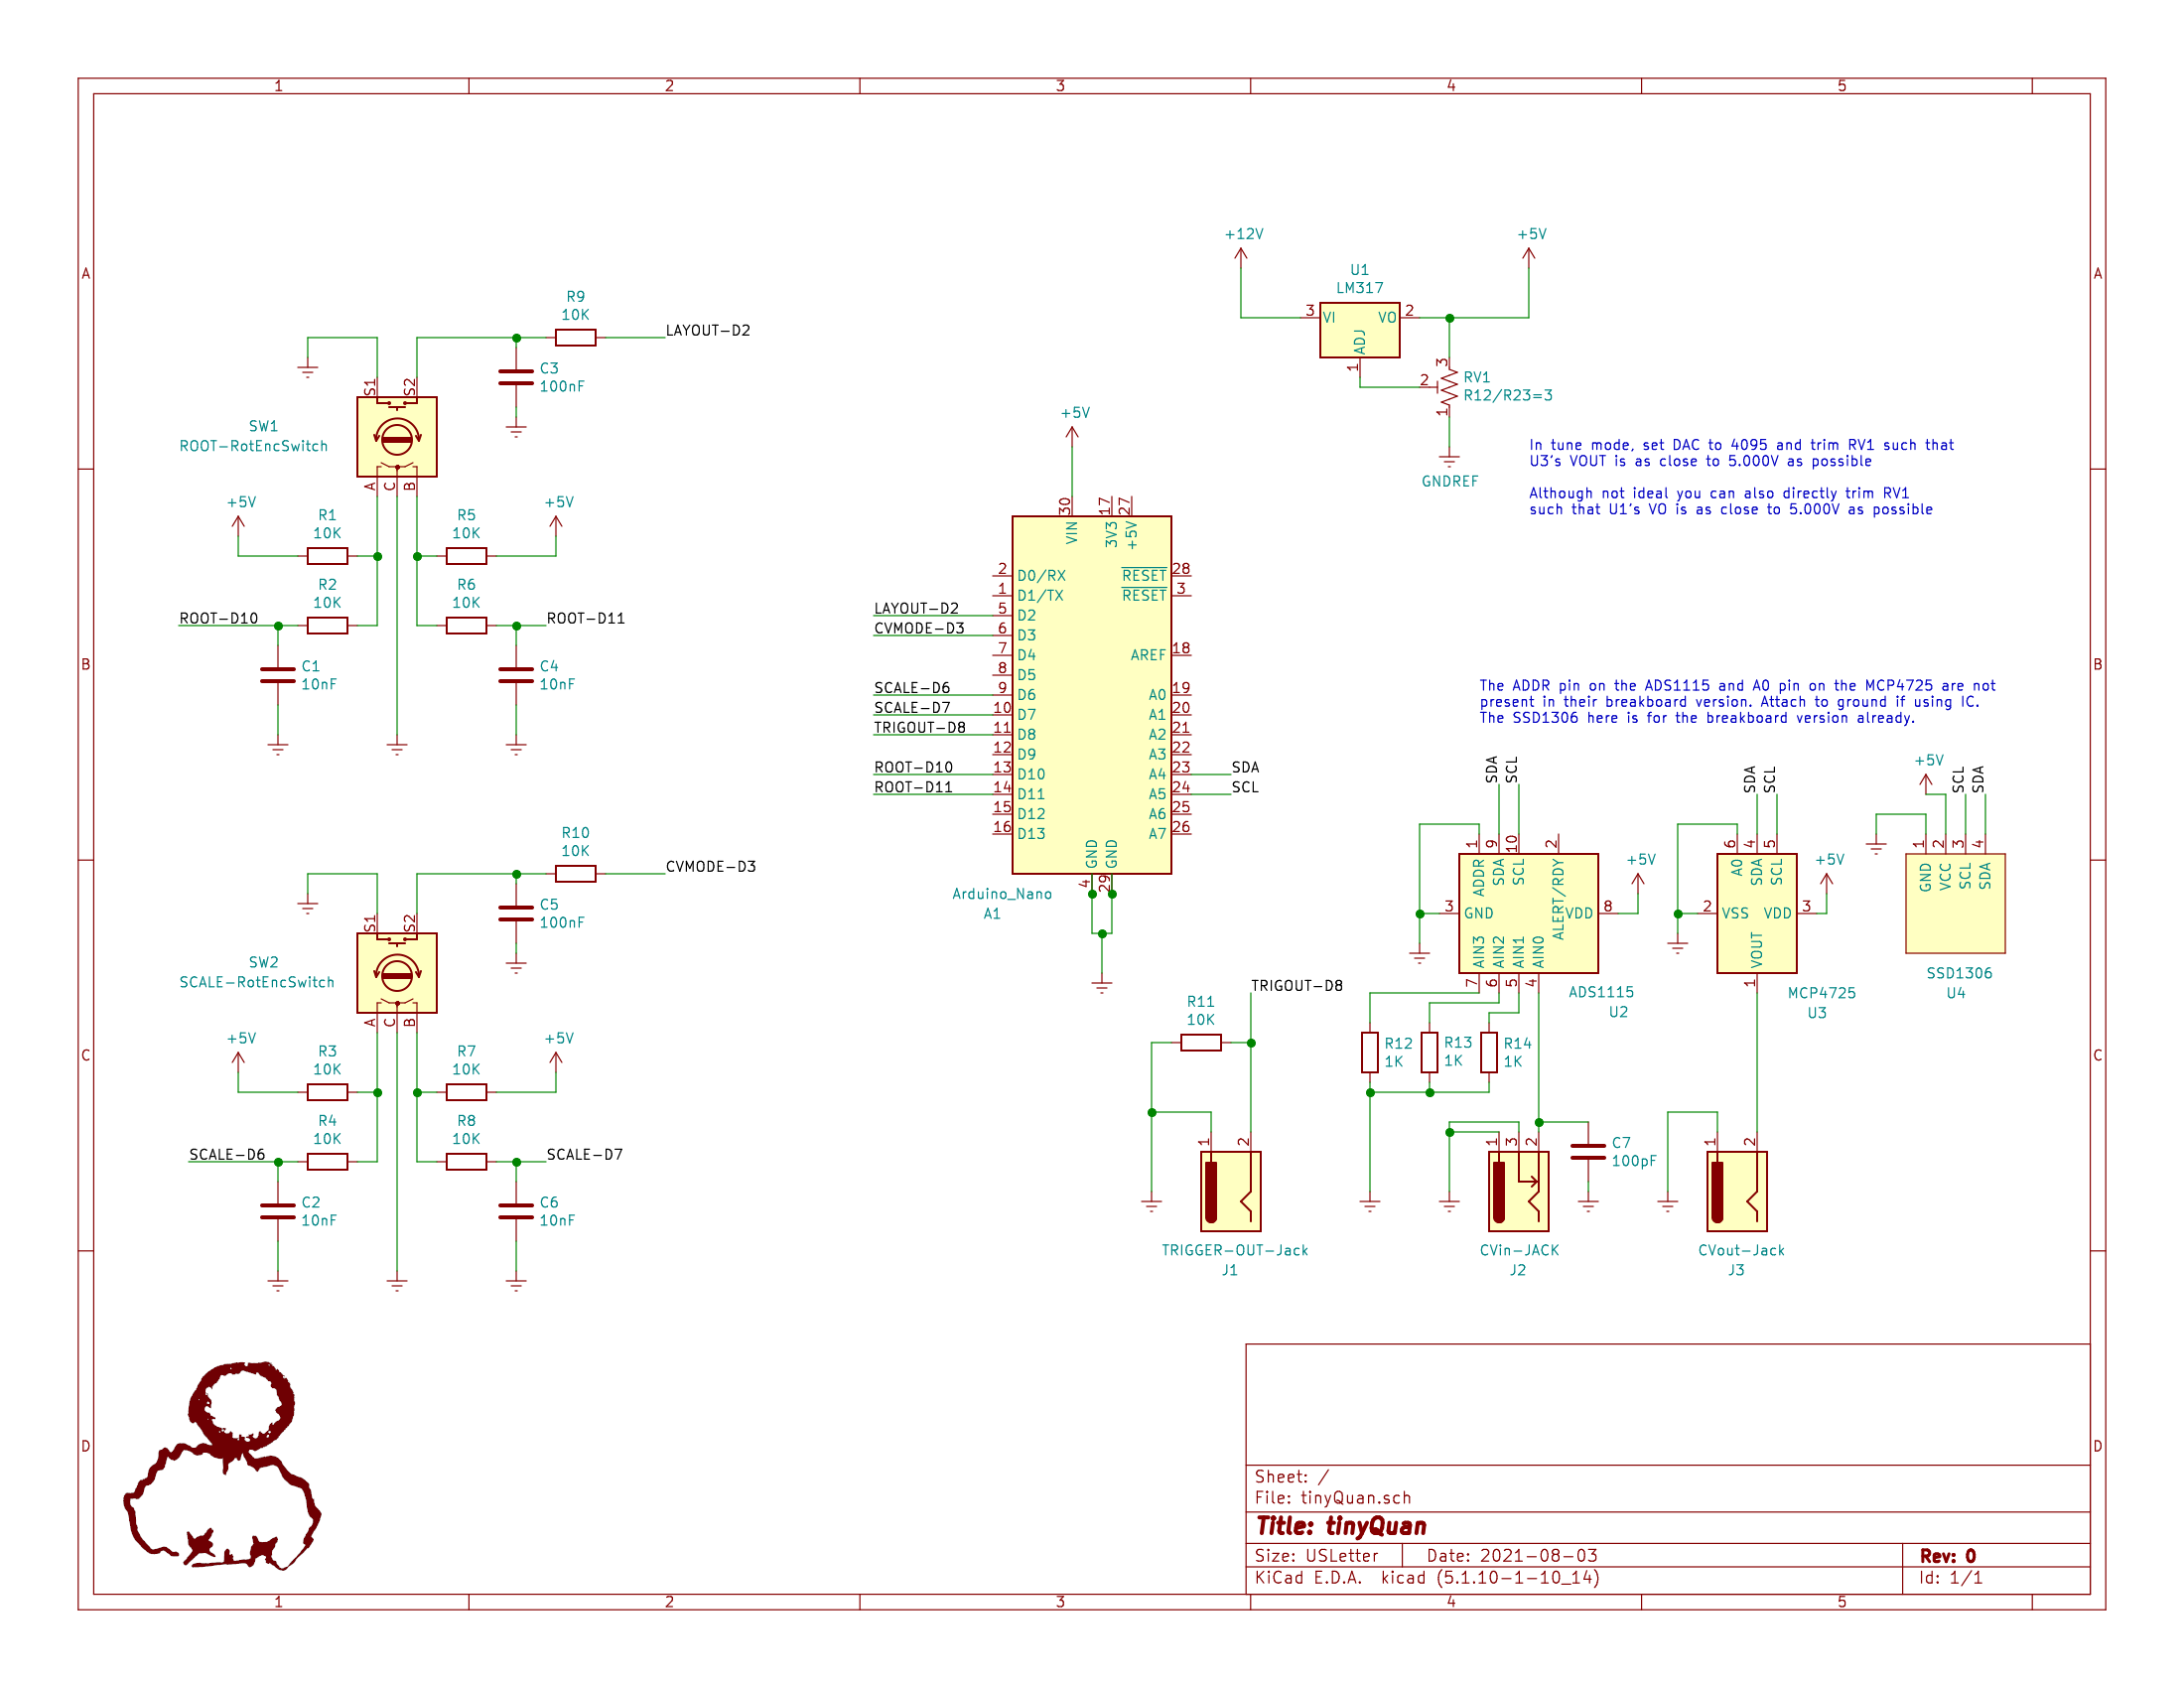 1 2 3 4 5
A
B
C
D
A
B
C
D
1 2 3 4 5
R9
10K
LAYOUT-D2
C3
100nF
S1
S2
SW1
ROOT-RotEncSwitch
A
C
B
+5V
R1
10K
R5
10K
+5V
R2
10K
R6
10K
ROOT-D10
ROOT-D11
C1
10nF
C4
10nF
R10
10K
CVMODE-D3
C5
100nF
S1
S2
SW2
SCALE-RotEncSwitch
A
C
B
+5V
R3
10K
R7
10K
+5V
R4
10K
R8
10K
SCALE-D6
SCALE-D7
C2
10nF
C6
10nF
+5V
30
17
27
VIN
3V3
+5V
2 D0/RX
1 D1/TX
LAYOUT-D2 5 D2
CVMODE-D3 6 D3
7 D4
8 D5
SCALE-D6 9 D6
SCALE-D7 10 D7
TRIGOUT-D8 11 D8
12 D9
ROOT-D10 13 D10
ROOT-D11 14 D11
15 D12
16 D13
RESET 28
RESET 3
AREF 18
A0 19
A1 20
A2 21
A3 22
A4 23 SDA
A5 24 SCL
A6 25
A7 26
GND
GND
4
29
Arduino_Nano
A1
+12V
+5V
U1
LM317
3 VI
VO 2
ADJ
1
3
2
1
RV1
R12/R23=3
GNDREF
In tune mode, set DAC to 4095 and trim RV1 such that
U3's VOUT is as close to 5.000V as possible
Although not ideal you can also directly trim RV1
such that U1's VO is as close to 5.000V as possible
The ADDR pin on the ADS1115 and A0 pin on the MCP4725 are not
present in their breakboard version. Attach to ground if using IC.
The SSD1306 here is for the breakboard version already.
SDA
SCL
9
10
2
ADDR
SDA
SCL
ALERT/RDY
3 GND
VDD 8
+5V
AIN3
AIN2
AIN1
AIN0
7
6
5
4
ADS1115
U2
SDA
SCL
6
4
5
A0
SDA
SCL
2 VSS
VDD 3
+5V
VOUT
1
MCP4725
U3
+5V
SCL
SDA
1
2
3
4
GND
VCC
SCL
SDA
SSD1306
U4
TRIGOUT-D8
R11
10K
1
2
TRIGGER-OUT-Jack
J1
R12
1K
R13
1K
R14
1K
1
3
2
C7
100pF
CVin-JACK
J2
1
2
CVout-Jack
J3
Sheet: /
File: tinyQuan.sch
Title: tinyQuan
Size: USLetter Date: 2021-08-03 Rev: 0
KiCad E.D.A. kicad (5.1.10-1-10_14) Id: 1/1